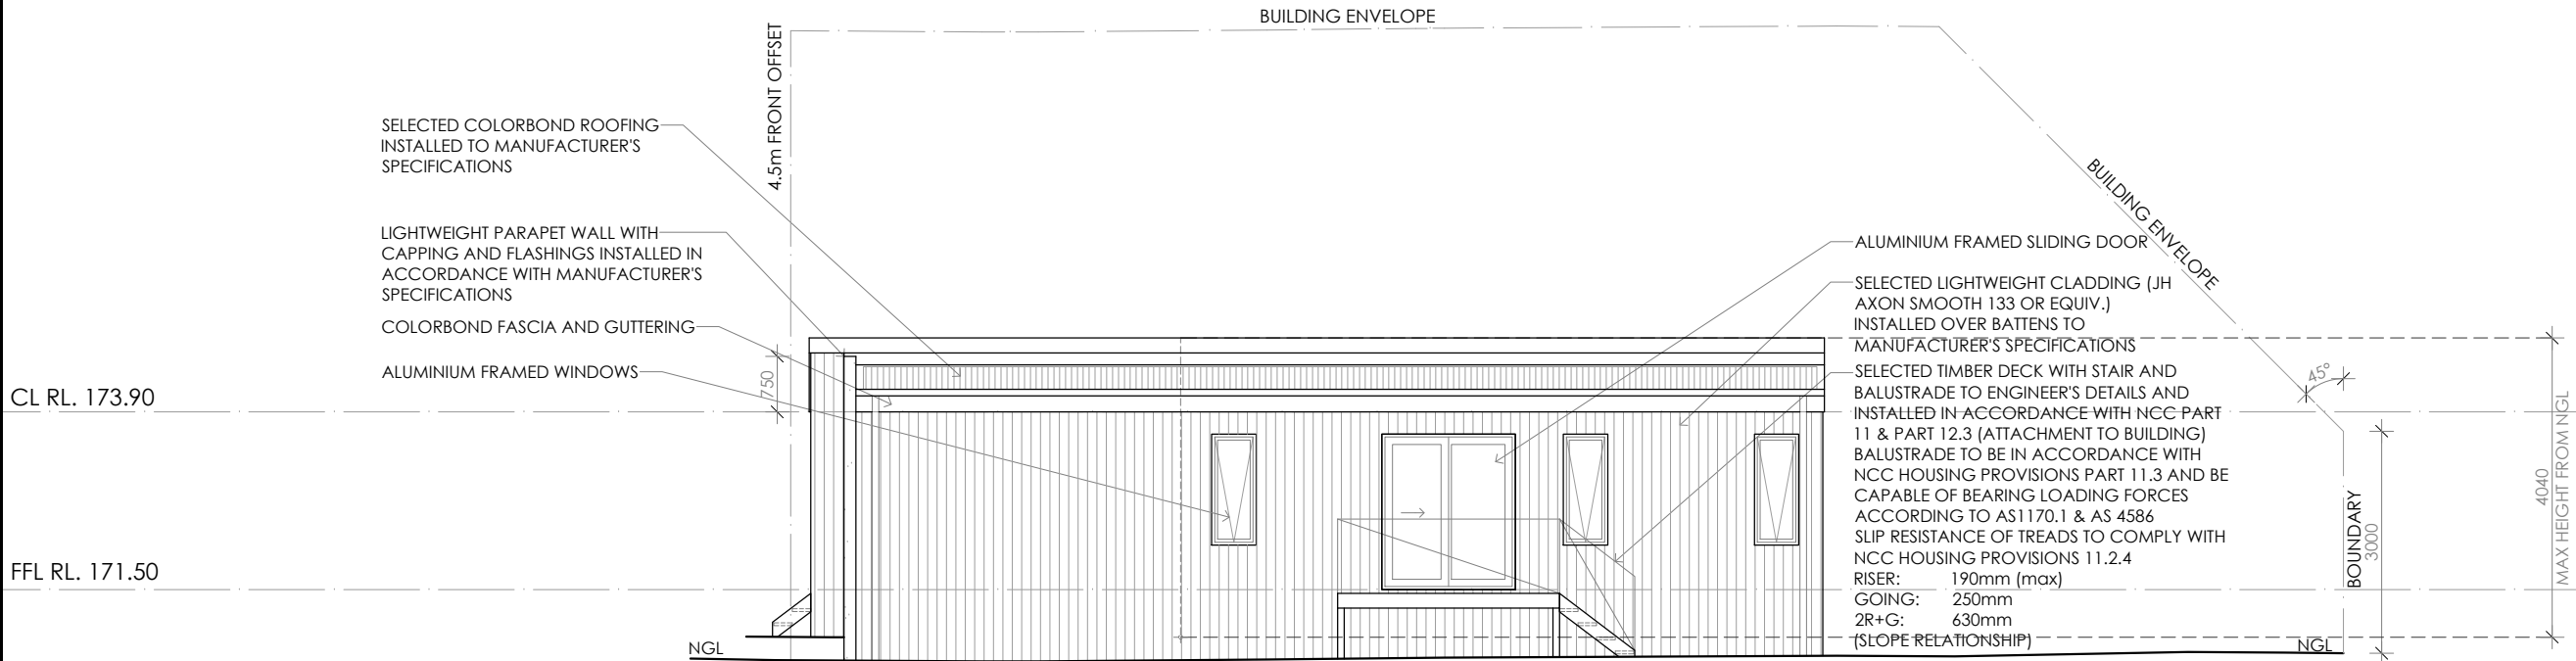 BUILDING ENVELOPE
4.5m FRONT OFFSET
SELECTED COLORBOND ROOFING
INSTALLED TO MANUFACTURER'S
SPECIFICATIONS
LIGHTWEIGHT PARAPET WALL WITH
CAPPING AND FLASHINGS INSTALLED IN
ACCORDANCE WITH MANUFACTURER'S
SPECIFICATIONS
COLORBOND FASCIA AND GUTTERING
ALUMINIUM FRAMED WINDOWS
750
CL RL. 173.90
FFL RL. 171.50
NGL
BUILDING ENVELOPE
ALUMINIUM FRAMED SLIDING DOOR
SELECTED LIGHTWEIGHT CLADDING (JH
AXON SMOOTH 133 OR EQUIV.)
INSTALLED OVER BATTENS TO
MANUFACTURER'S SPECIFICATIONS
SELECTED TIMBER DECK WITH STAIR AND
BALUSTRADE TO ENGINEER'S DETAILS AND
INSTALLED IN ACCORDANCE WITH NCC PART
11 & PART 12.3 (ATTACHMENT TO BUILDING)
BALUSTRADE TO BE IN ACCORDANCE WITH
NCC HOUSING PROVISIONS PART 11.3 AND BE
CAPABLE OF BEARING LOADING FORCES
ACCORDING TO AS1170.1 & AS 4586
SLIP RESISTANCE OF TREADS TO COMPLY WITH
NCC HOUSING PROVISIONS 11.2.4
RISER: 190mm (max)
GOING: 250mm
2R+G: 630mm
(SLOPE RELATIONSHIP)
NGL
45°
BOUNDARY
3000
4040
MAX HEIGHT FROM NGL